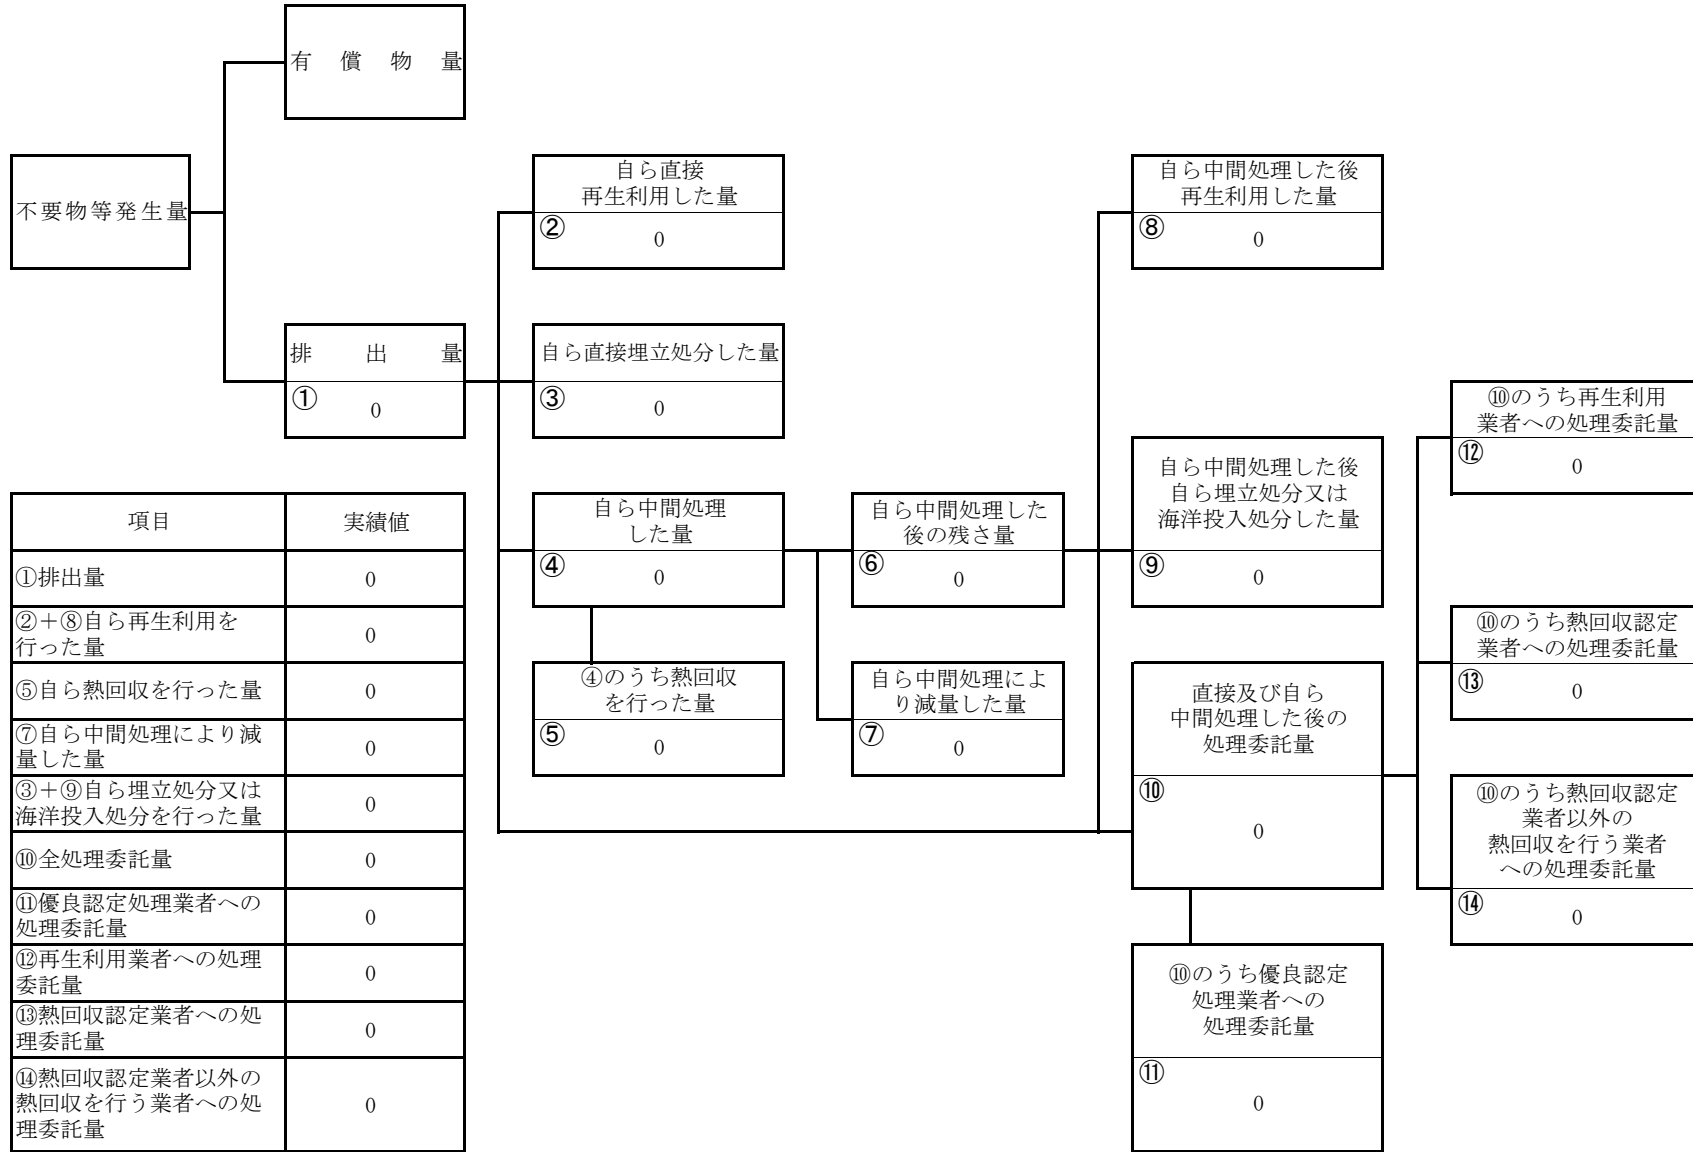 有償物量
不要物等発生量
排出量
①
0
自ら直接
再生利用した量
②
0
自ら直接埋立処分した量
③
0
自ら中間処理
した量
④
0
④のうち熱回収
を行った量
⑤
0
自ら中間処理した
後の残さ量
⑥
0
自ら中間処理によ
り減量した量
⑦
0
自ら中間処理した後
再生利用した量
⑧
0
自ら中間処理した後
自ら埋立処分又は
海洋投入処分した量
⑨
0
直接及び自ら
中間処理した後の
処理委託量
⑩
0
⑩のうち優良認定
処理業者への
処理委託量
⑪
0
⑩のうち再生利用
業者への処理委託量
⑫
0
⑩のうち熱回収認定
業者への処理委託量
⑬
0
⑩のうち熱回収認定
業者以外の
熱回収を行う業者
への処理委託量
⑭
0
項目 実績値
①排出量 0
②＋⑧自ら再生利用を
行った量 0
⑤自ら熱回収を行った量 0
⑦自ら中間処理により減
量した量 0
③＋⑨自ら埋立処分又は
海洋投入処分を行った量 0
⑩全処理委託量 0
⑪優良認定処理業者への
処理委託量 0
⑫再生利用業者への処理
委託量 0
⑬熱回収認定業者への処
理委託量 0
⑭熱回収認定業者以外の
熱回収を行う業者への処
理委託量 0